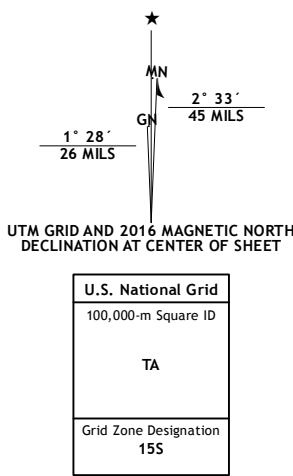 MN
GN
2° 33´
45 MILS
1° 28´
26 MILS
UTM GRID AND 2016 MAGNETIC NORTH
DECLINATION AT CENTER OF SHEET
U.S. National Grid
100,000-m Square ID
TA
Grid Zone Designation
15S